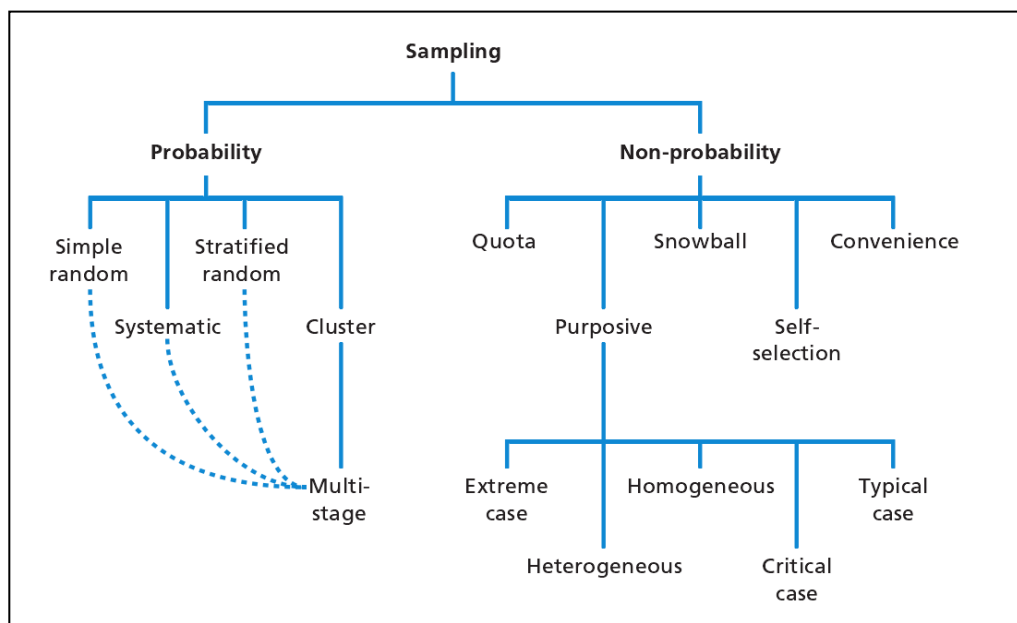 Sampling
Probability
Non-probability
Simple
random
Stratified
random
Quota
Snowball
Convenience
Systematic
Cluster
Purposive
Self-
selection
Multi-
stage
Extreme
case
Homogeneous
Typical
case
Heterogeneous
Critical
case